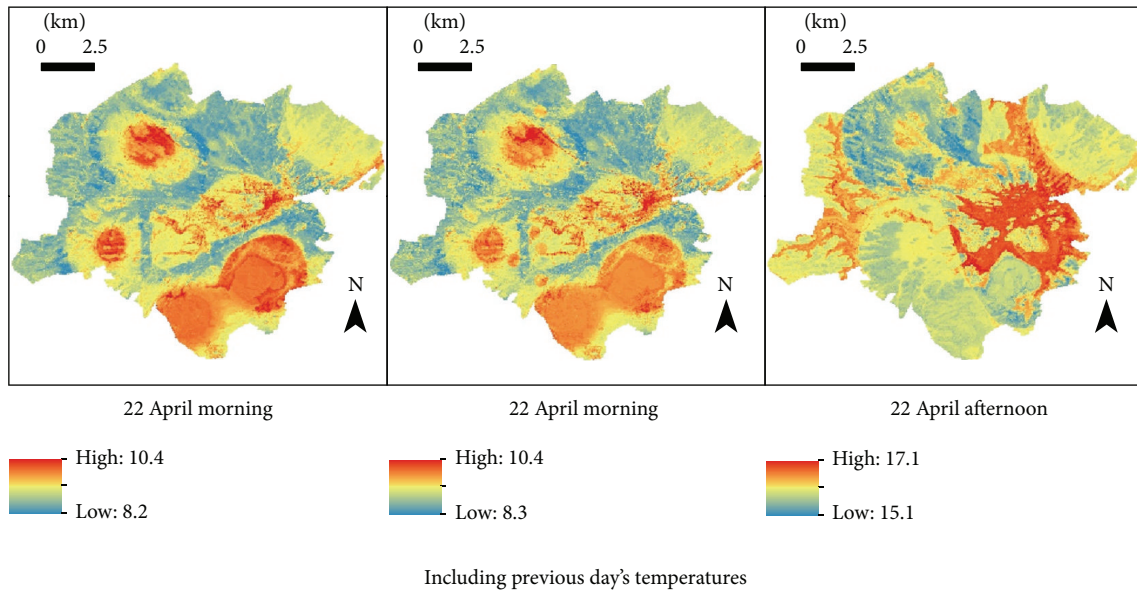 (km)
0 2.5
N
22 April morning
High: 10.4
Low: 8.2
(km)
0 2.5
N
22 April morning
High: 10.4
Low: 8.3
(km)
0 2.5
N
22 April afternoon
High: 17.1
Low: 15.1
Including previous day's temperatures